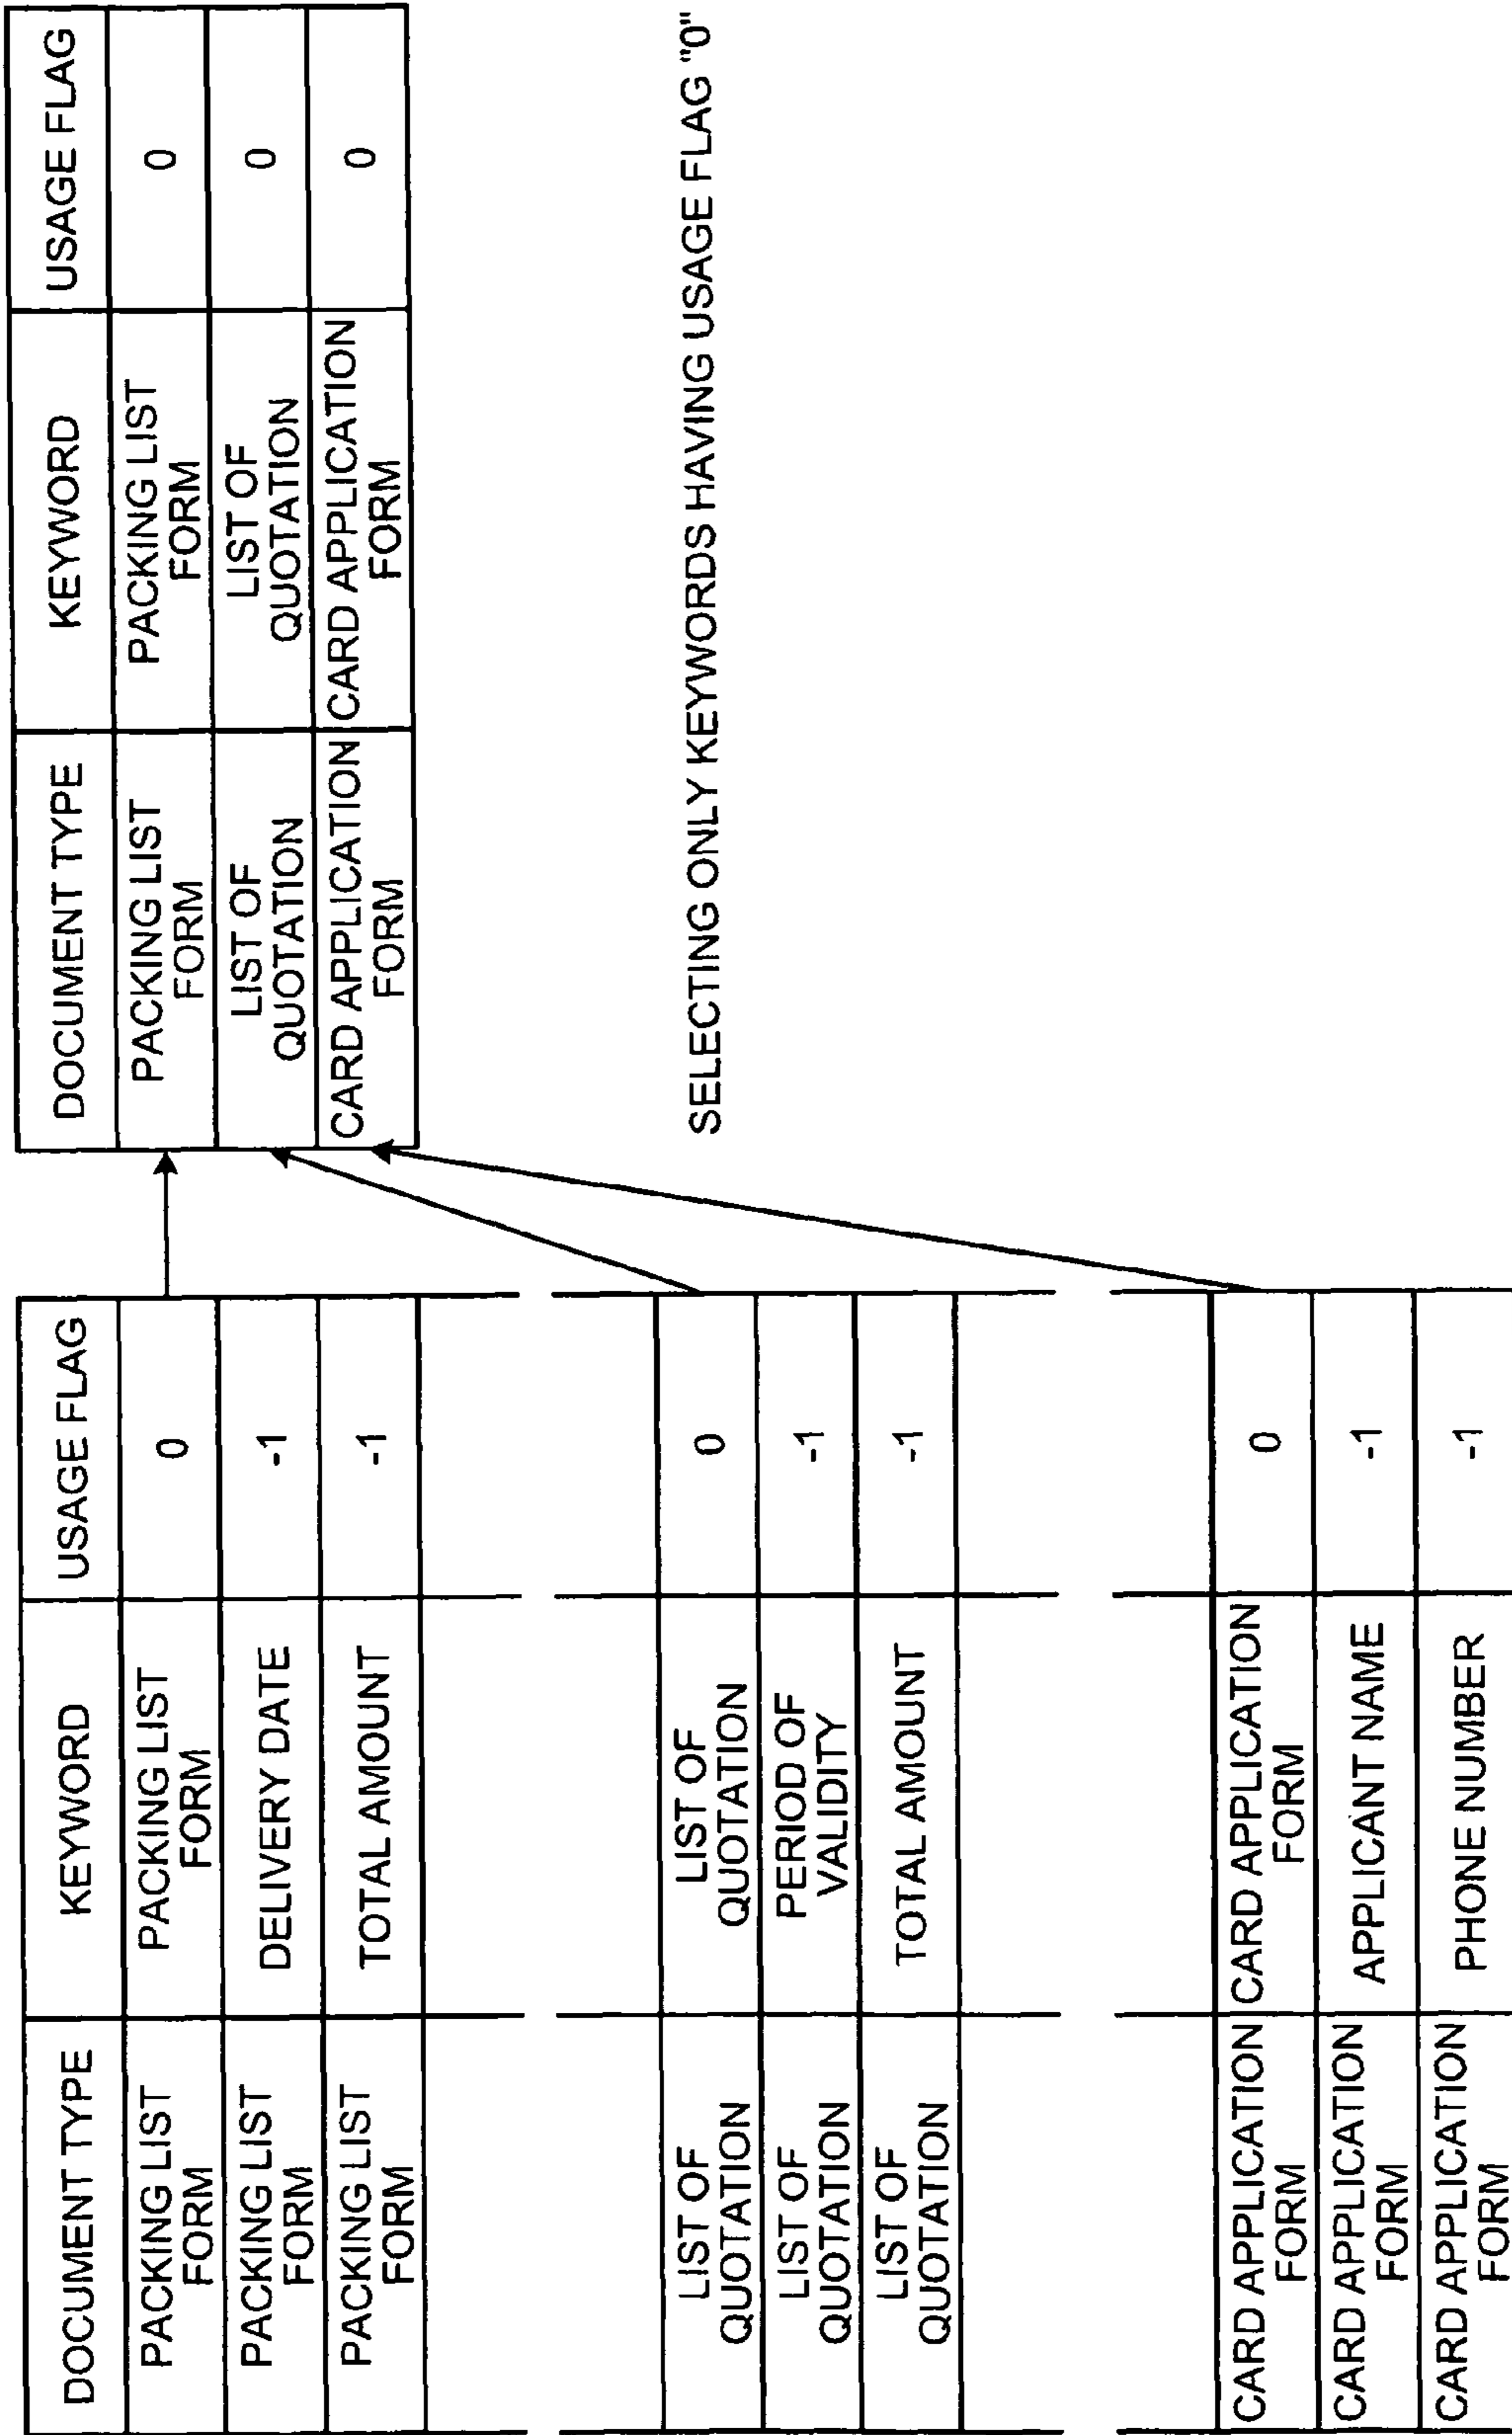 DOCUMENT TYPE KEYWORD USAGE FLAG
PACKING LIST PACKING LIST 0
FORM FORM
PACKING LIST DELIVERY DATE -1
FORM
PACKING LIST TOTAL AMOUNT -1
FORM
LIST OF LIST OF 0
QUOTATION QUOTATION
LIST OF PERIOD OF -1
QUOTATION VALIDITY
LIST OF TOTAL AMOUNT -1
QUOTATION
CARD APPLICATION CARD APPLICATION 0
FORM FORM
CARD APPLICATION APPLICANT NAME -1
FORM
CARD APPLICATION PHONE NUMBER -1
FORM
DOCUMENT TYPE KEYWORD USAGE FLAG
PACKING LIST PACKING LIST 0
FORM FORM
LIST OF LIST OF 0
QUOTATION QUOTATION
CARD APPLICATION CARD APPLICATION 0
FORM FORM
SELECTING ONLY KEYWORDS HAVING USAGE FLAG "0"